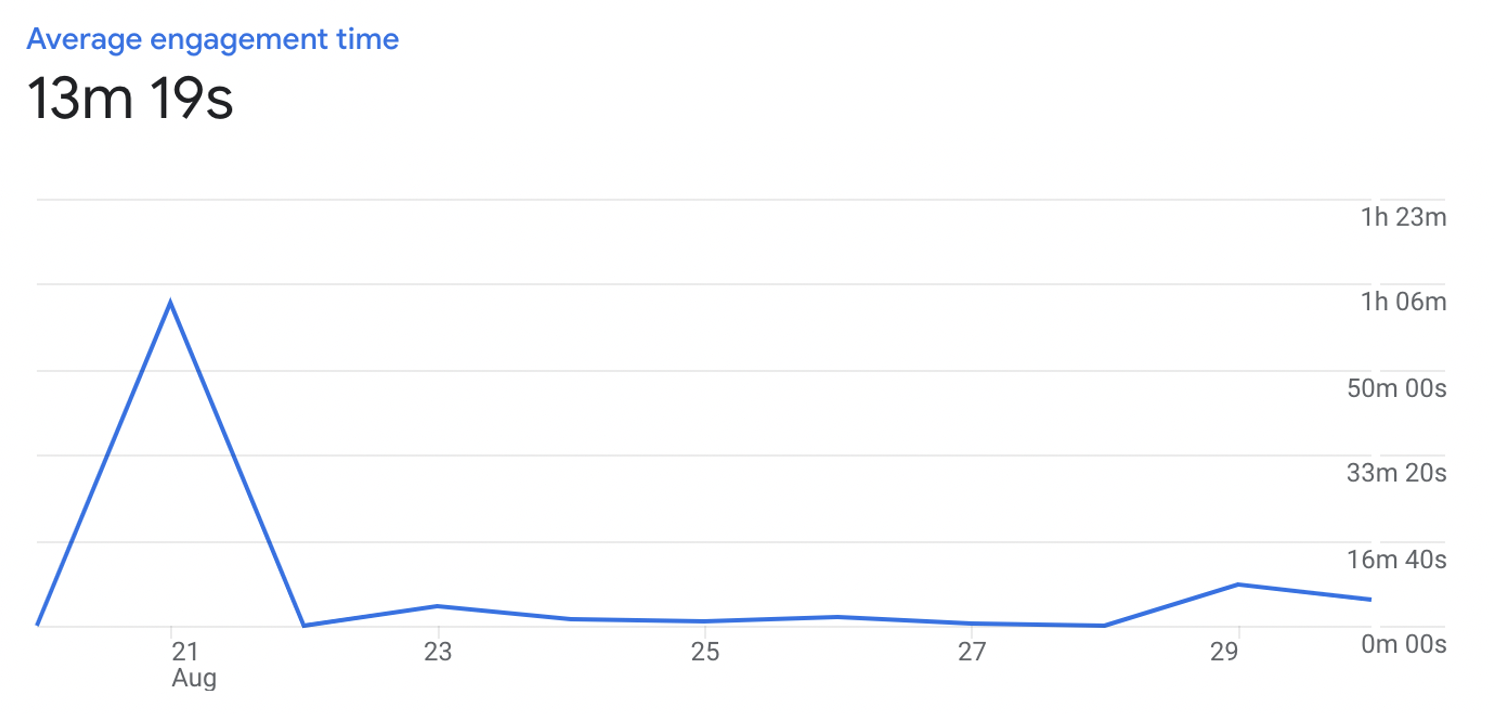 Average engagement time
13m 19s
1h 23m
1h 06m
50m 00s
33m 20s
16m 40s
0m 00s
21 23 25 27 29
Aug